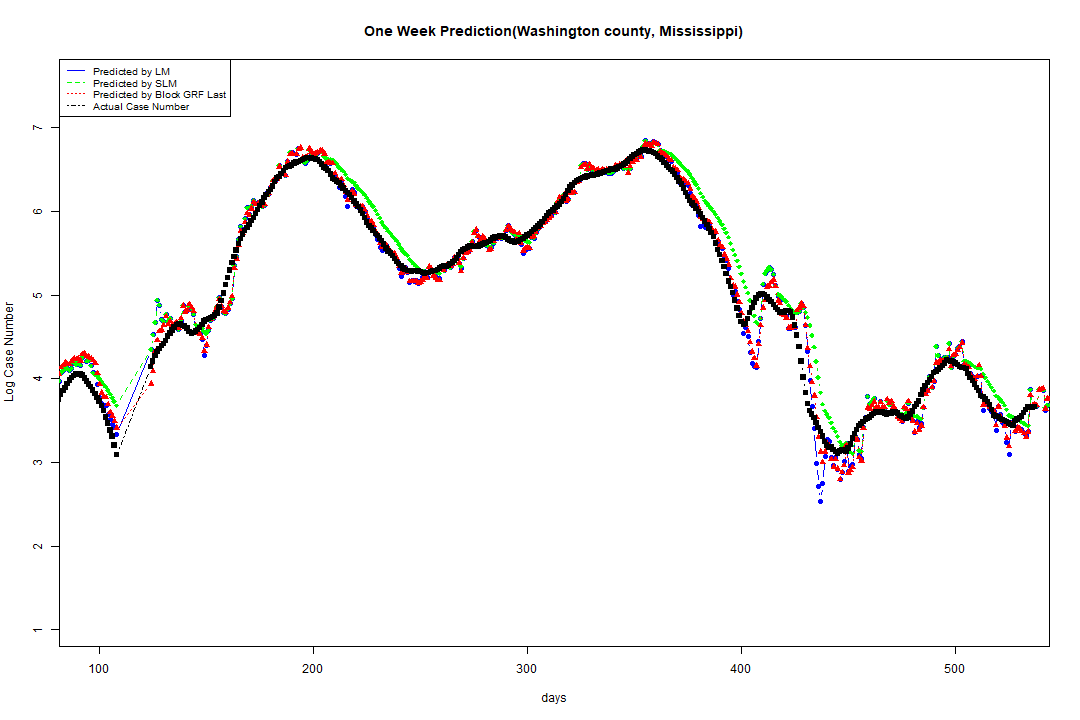 One Week Prediction(Washington county, Mississippi)
Predicted by LM
Predicted by SLM
Predicted by Block GRF Last
Actual Case Number
7
6
5
4
3
2
1
Log Case Number
100 200 300 400 500
days